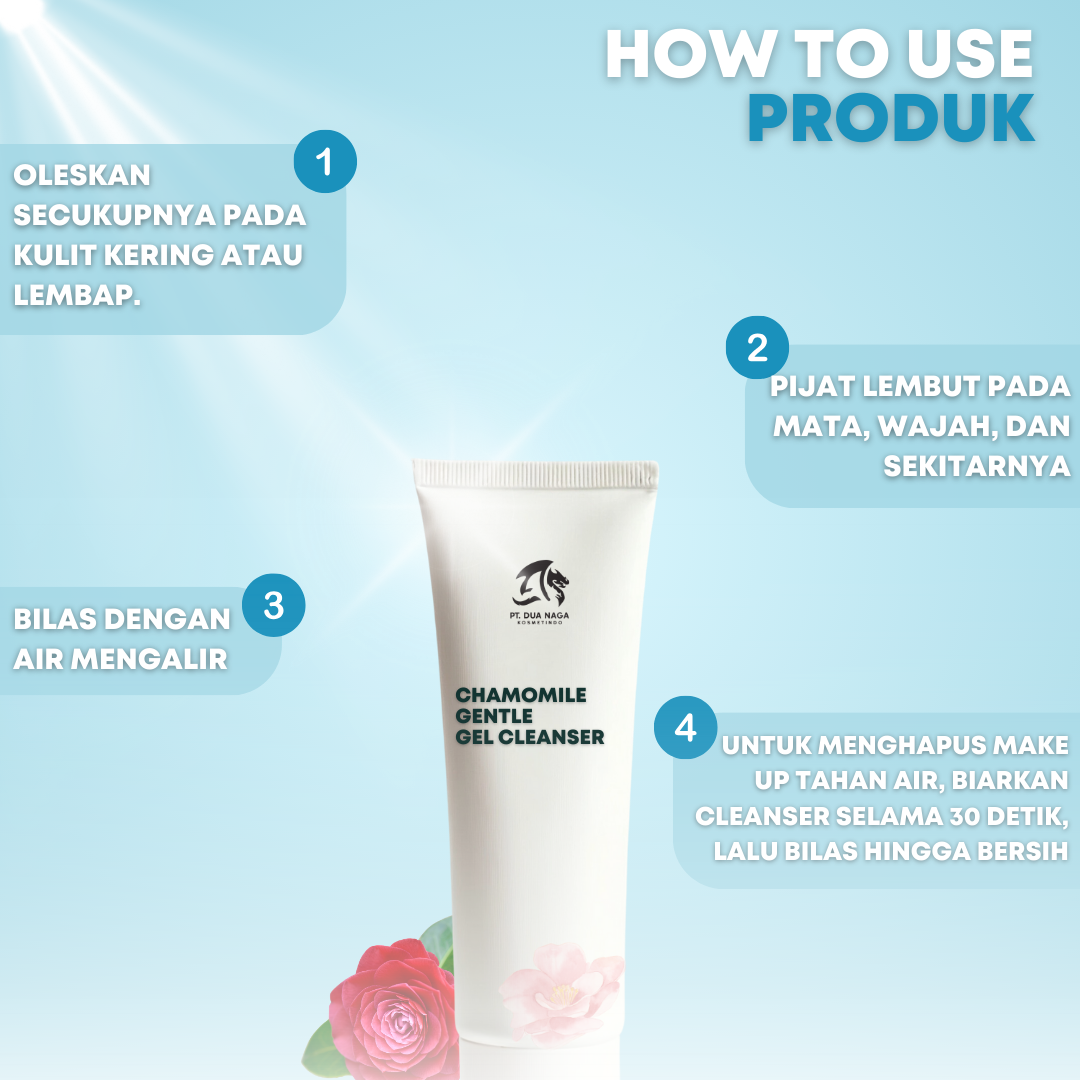 HOW TO USE
PRODUK
1
OLESKAN
SECUKUPNYA PADA
KULIT KERING ATAU
LEMBAP.
2
PIJAT LEMBUT PADA
MATA, WAJAH, DAN
SEKITARNYA
3
BILAS DENGAN
AIR MENGALIR
4
UNTUK MENGHAPUS MAKE
UP TAHAN AIR, BIARKAN
CLEANSER SELAMA 30 DETIK,
LALU BILAS HINGGA BERSIH
PT. DUA NAGA
KOSMETINDO
CHAMOMILE
GENTLE
GEL CLEANSER